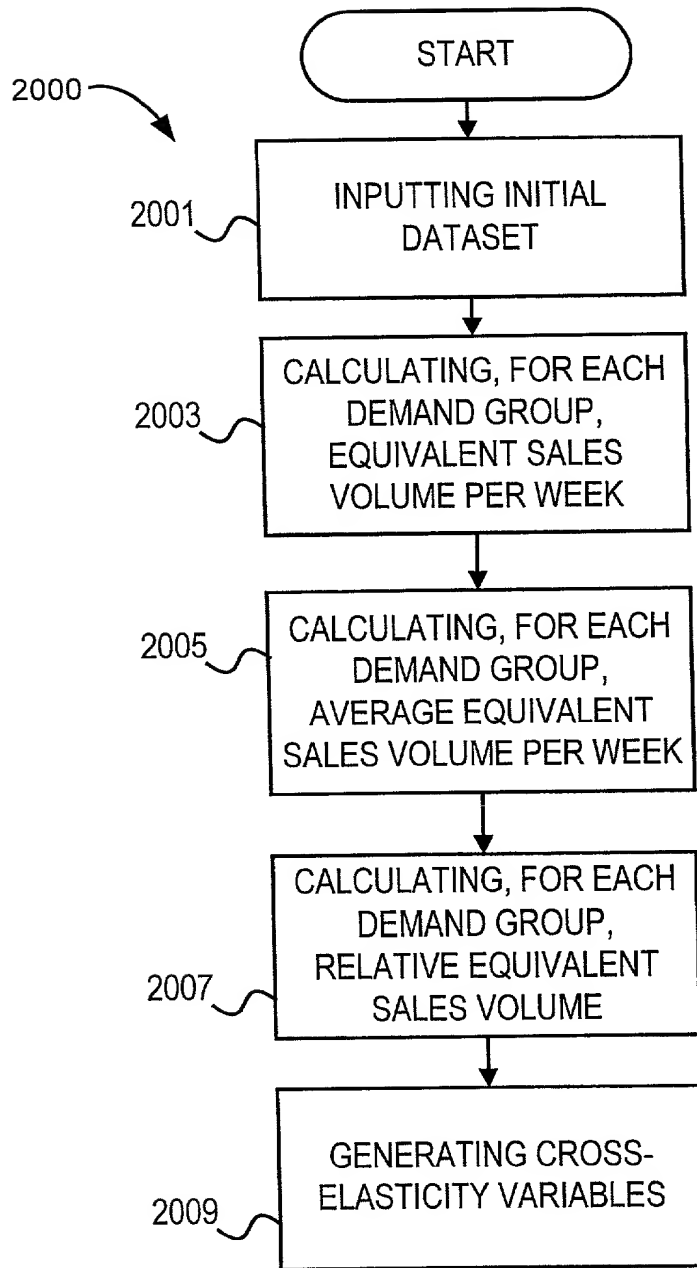 START
2000
INPUTTING INITIAL
DATASET
2001
CALCULATING, FOR EACH
DEMAND GROUP,
EQUIVALENT SALES
VOLUME PER WEEK
2003
CALCULATING, FOR EACH
DEMAND GROUP,
AVERAGE EQUIVALENT
SALES VOLUME PER WEEK
2005
CALCULATING, FOR EACH
DEMAND GROUP,
RELATIVE EQUIVALENT
SALES VOLUME
2007
GENERATING CROSS-
ELASTICITY VARIABLES
2009